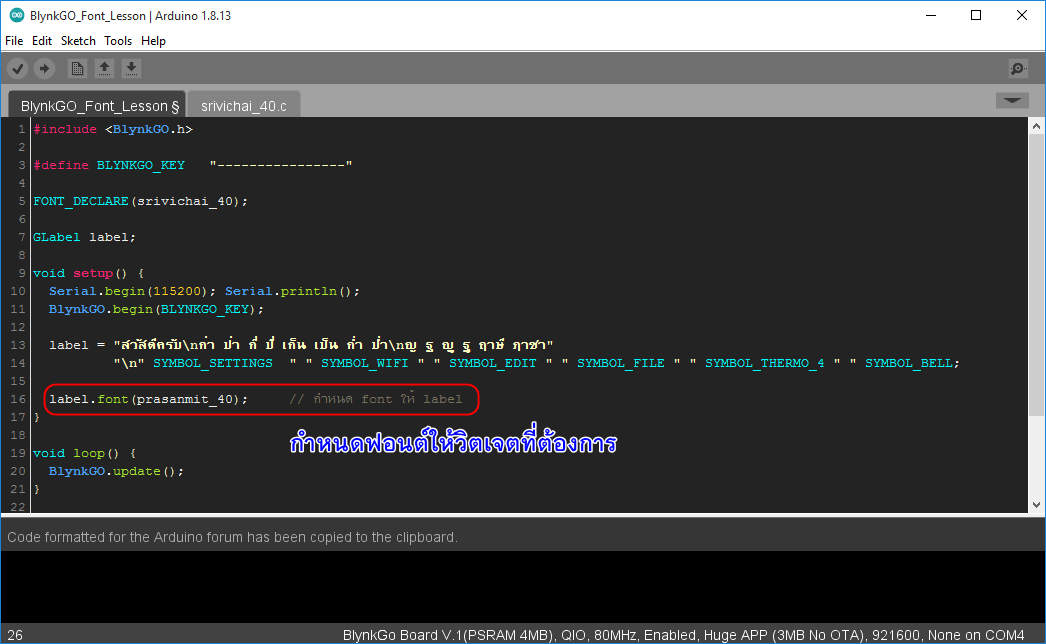 BlynkGO_Font_Lesson | Arduino 1.8.13
File Edit Sketch Tools Help
BlynkGO_Font_Lesson § srivichai_40.c
1 #include <BlynkGO.h>
2
3 #define BLYNKGO_KEY "----------------"
4
5 FONT_DECLARE(srivichai_40);
6
7 GLabel label;
8
9 void setup() {
10 Serial.begin(115200); Serial.println();
11 BlynkGO.begin(BLYNKGO_KEY);
12
13 label = "สวัสดีครับ\nก่ำ ป่า กี่ ปี่ เก็น เป็น ก่ำ ป่ำ\nญ ฐ ญู ฐู ฤาษี ฦาชา"
14 "\n" SYMBOL_SETTINGS " " SYMBOL_WIFI " " SYMBOL_EDIT " " SYMBOL_FILE " " SYMBOL_THERMO_4 " " SYMBOL_BELL;
15
16 label.font(prasanmit_40); // กำหนด font ให้ label
17 }
18
กำหนดฟอนต์ให้วิตเจตที่ต้องการ
19 void loop() {
20 BlynkGO.update();
21 }
22
Code formatted for the Arduino forum has been copied to the clipboard.
26 BlynkGo Board V.1(PSRAM 4MB), QIO, 80MHz, Enabled, Huge APP (3MB No OTA), 921600, None on COM4